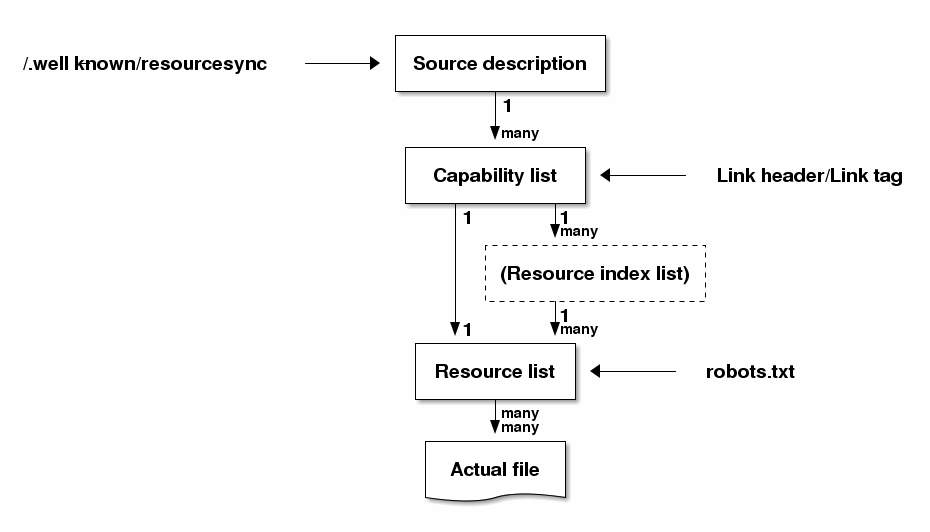 /.well known/resourcesync
Source description
1
many
Capability list
Link header/Link tag
1
1
many
(Resource index list)
1
many
1
Resource list
robots.txt
many
many
Actual file